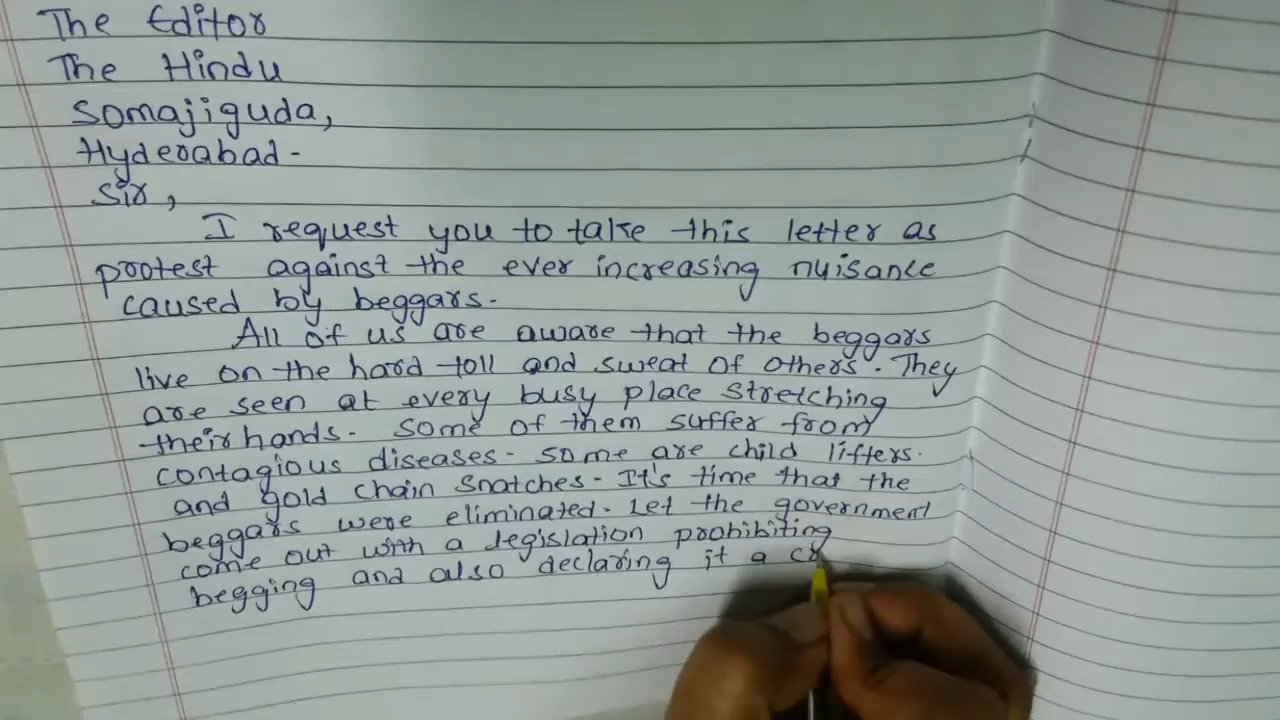 The Editor
The Hindu
Somajiguda,
Hyderabad-
Sir,
I request you to take this letter as
protest against the ever increasing nuisance
caused by beggars.
All of us are aware that the beggars
live on the hard toll and sweat of others. They
are seen at every busy place stretching
their hands. Some of them suffer from
contagious diseases. Some are child lifters.
and gold chain snatches. It's time that the
beggars were eliminated. Let the government
come out with a legislation prohibiting
begging and also declaring it a cr